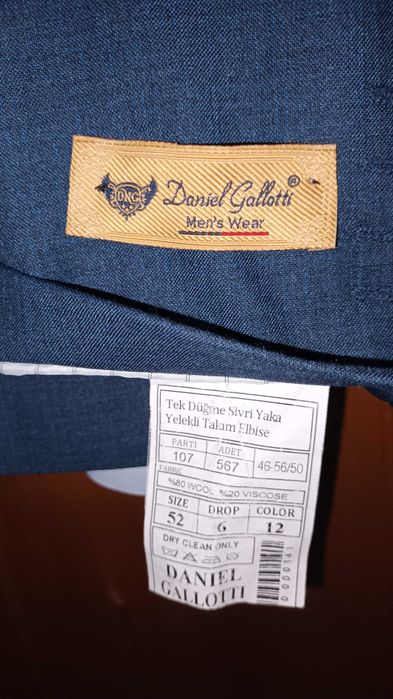 DNG
Daniel Gallotti®
Men's Wear
Tek Düğme Sivri Yaka
Yelekli Takım Elbise
PARTİ ADET
107 567 46-56/50
FABRIC
%80 WOOL %20 VISCOSE
SIZE DROP COLOR
52 6 12
DRY CLEAN ONLY
DANIEL
GALLOTTI
0000141